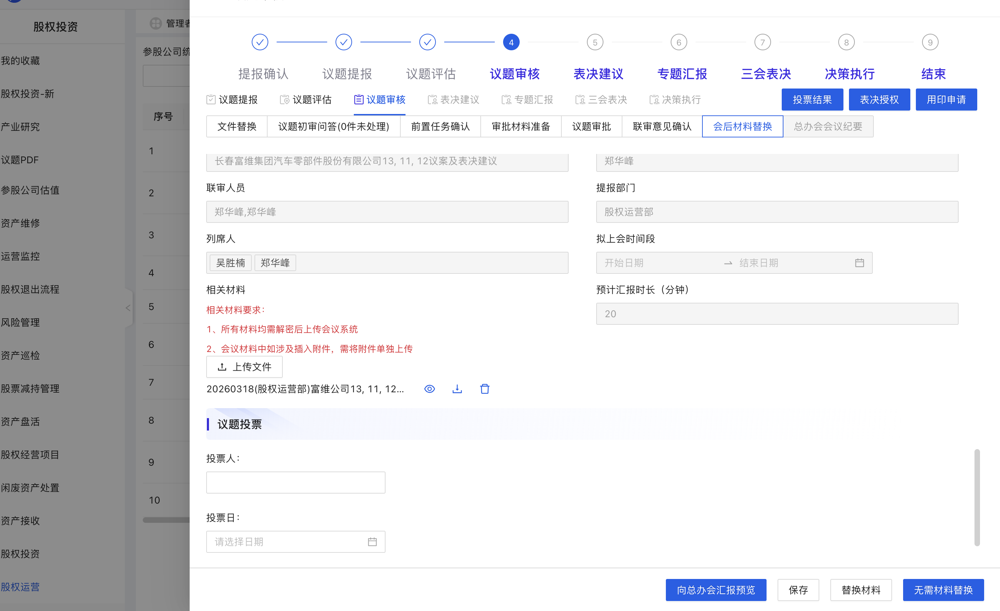 股权投资
我的收藏
股权投资-新
产业研究
议题PDF
参股公司估值
资产维修
运营监控
股权退出流程
风险管理
资产巡检
股票减持管理
资产盘活
股权经营项目
闲废资产处置
资产接收
股权投资
股权运营
管理者
参股公司统
序号
1
2
3
4
5
6
7
8
9
10
4 5 6 7 8 9
提报确认 议题提报 议题评估 议题审核 表决建议 专题汇报 三会表决 决策执行 结束
议题提报 议题评估 议题审核 表决建议 专题汇报 三会表决 决策执行 投票结果 表决授权 用印申请
文件替换 议题初审问答(0件未处理) 前置任务确认 审批材料准备 议题审批 联审意见确认 会后材料替换 总办会会议纪要
长春富维集团汽车零部件股份有限公司13, 11, 12议案及表决建议 郑华峰
联审人员 提报部门
郑华峰,郑华峰 股权运营部
列席人 拟上会时间段
吴胜楠 郑华峰 开始日期 结束日期
相关材料 预计汇报时长（分钟）
相关材料要求： 20
1、所有材料均需解密后上传会议系统
2、会议材料中如涉及插入附件，需将附件单独上传
上传文件
20260318(股权运营部)富维公司13, 11, 12...
议题投票
投票人：
投票日：
请选择日期
向总办会汇报预览 保存 替换材料 无需材料替换